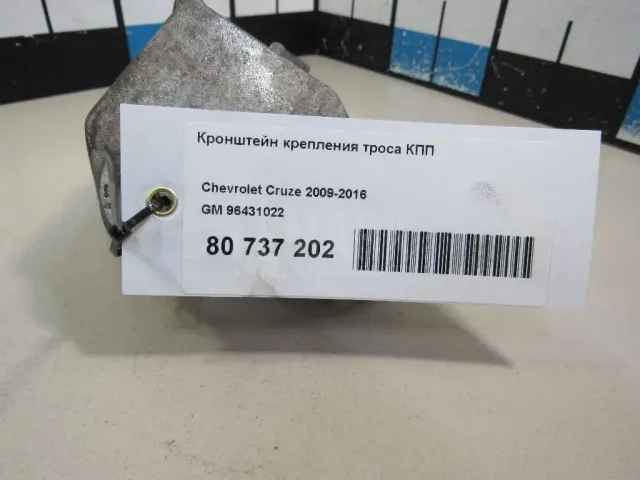 Кронштейн крепления троса КПП
Chevrolet Cruze 2009-2016
GM 96431022
80 737 202